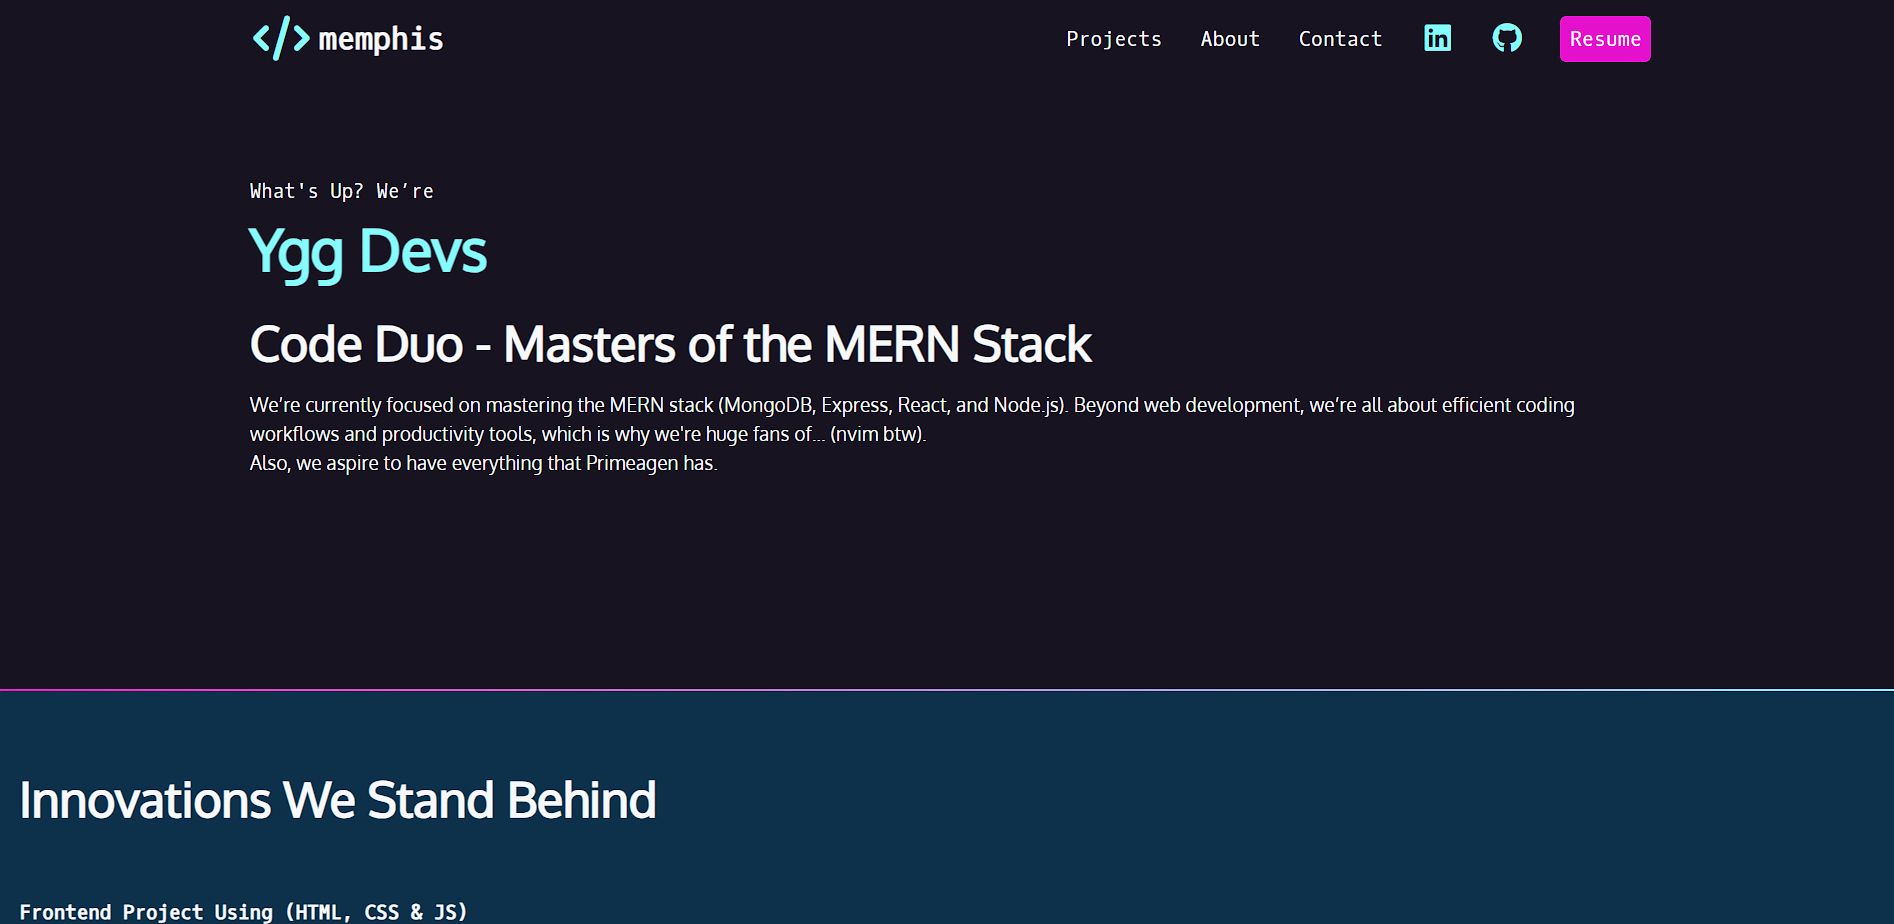 </> memphis
Projects About Contact in Resume
What's Up? We’re
Ygg Devs
Code Duo - Masters of the MERN Stack
We’re currently focused on mastering the MERN stack (MongoDB, Express, React, and Node.js). Beyond web development, we’re all about efficient coding
workflows and productivity tools, which is why we're huge fans of... (nvim btw).
Also, we aspire to have everything that Primeagen has.
Innovations We Stand Behind
Frontend Project Using (HTML, CSS & JS)